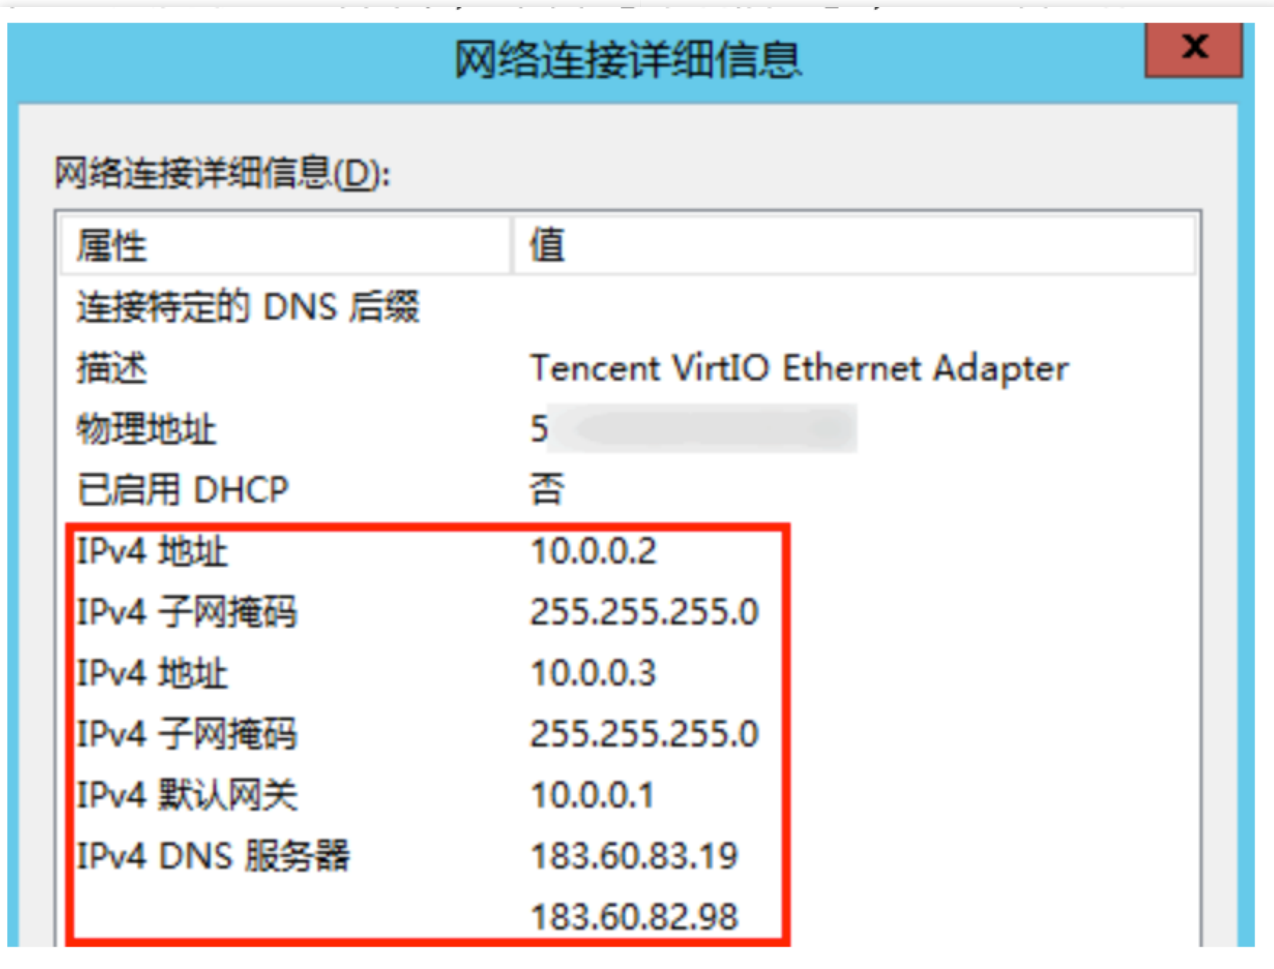 网络连接详细信息
x
网络连接详细信息(D):
属性 值
连接特定的 DNS 后缀
描述 Tencent VirtIO Ethernet Adapter
物理地址 5
已启用 DHCP 否
IPv4 地址 10.0.0.2
IPv4 子网掩码 255.255.255.0
IPv4 地址 10.0.0.3
IPv4 子网掩码 255.255.255.0
IPv4 默认网关 10.0.0.1
IPv4 DNS 服务器 183.60.83.19
183.60.82.98